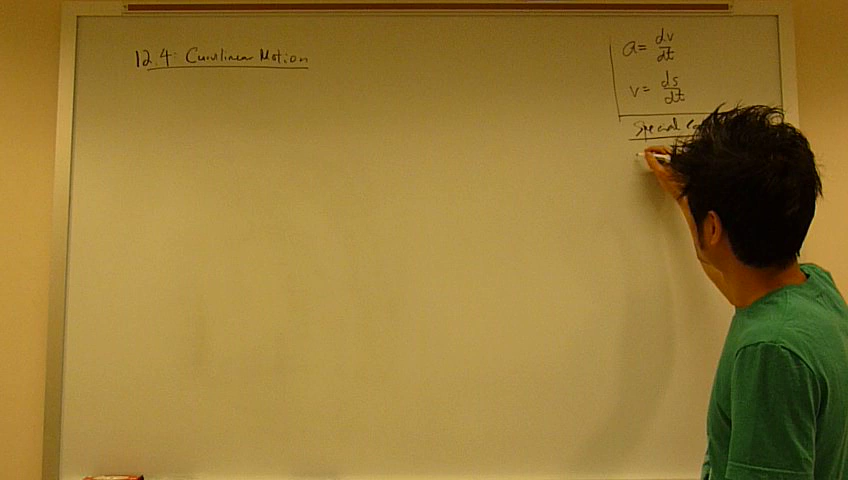 12.4: Curvilinear Motion
a = dv/dt
v = ds/dt
Special